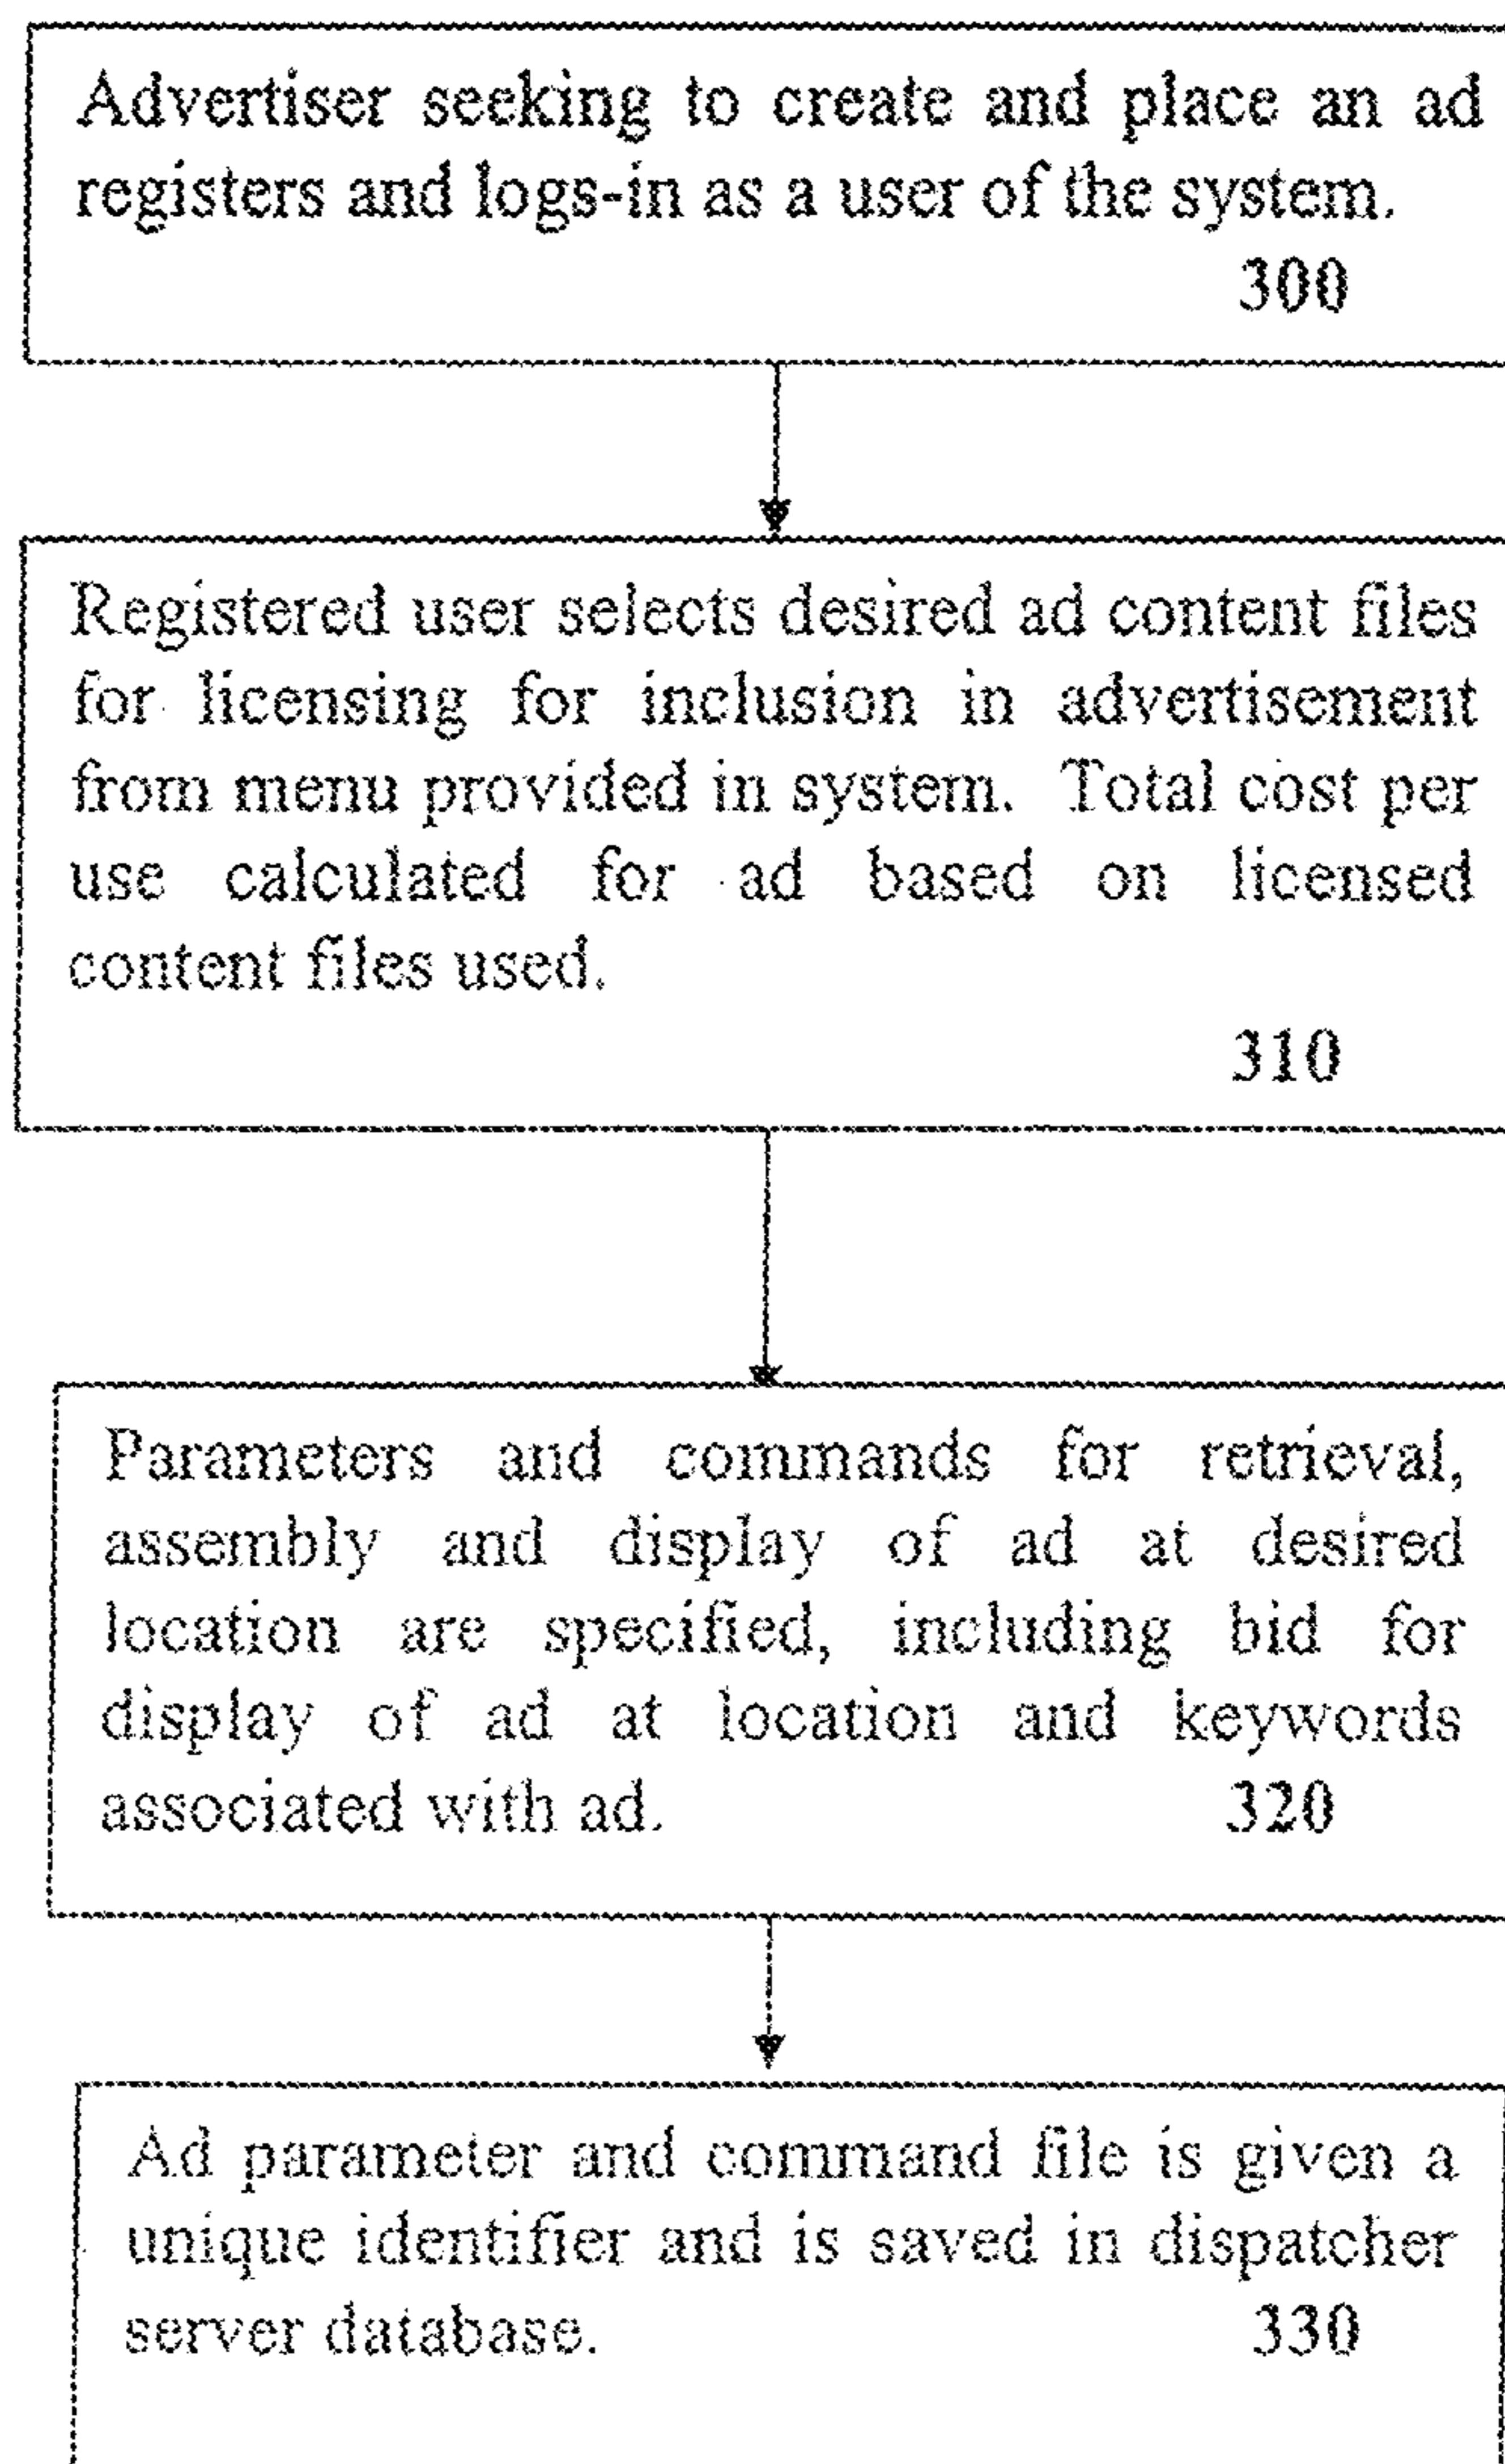 Advertiser seeking to create and place an ad
registers and logs-in as a user of the system.
300
Registered user selects desired ad content files
for licensing for inclusion in advertisement
from menu provided in system. Total cost per
use calculated for ad based on licensed
content files used.
310
Parameters and commands for retrieval,
assembly and display of ad at desired
location are specified, including bid for
display of ad at location and keywords
associated with ad. 320
Ad parameter and command file is given a
unique identifier and is saved in dispatcher
server database. 330